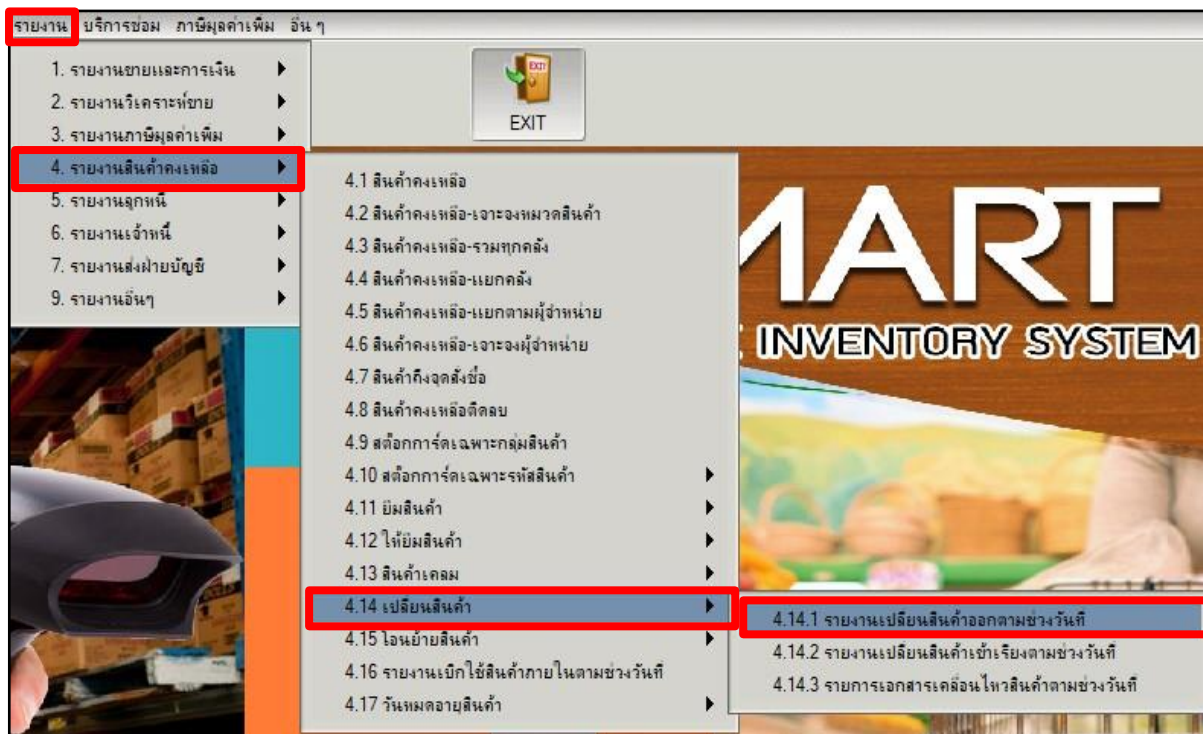 รายงาน บริการซ่อม ภาษีมูลค่าเพิ่ม อื่น ๆ
EXIT
EXIT
1. รายงานขายและการเงิน
2. รายงานวิเคราะห์ขาย
3. รายงานภาษีมูลค่าเพิ่ม
4. รายงานสินค้าคงเหลือ
5. รายงานลูกหนี้
6. รายงานเจ้าหนี้
7. รายงานส่งฝ่ายบัญชี
9. รายงานอื่นๆ
4.1 สินค้าคงเหลือ
4.2 สินค้าคงเหลือ-เจาะจงหมวดสินค้า
4.3 สินค้าคงเหลือ-รวมทุกคลัง
4.4 สินค้าคงเหลือ-แยกคลัง
4.5 สินค้าคงเหลือ-แยกตามผู้จำหน่าย
4.6 สินค้าคงเหลือ-เจาะจงผู้จำหน่าย
4.7 สินค้าถึงจุดสั่งซื้อ
4.8 สินค้าคงเหลือติดลบ
4.9 สต๊อกการ์ดเฉพาะกลุ่มสินค้า
4.10 สต๊อกการ์ดเฉพาะรหัสสินค้า
4.11 ยืมสินค้า
4.12 ให้ยืมสินค้า
4.13 สินค้าเคลม
4.14 เปลี่ยนสินค้า
4.15 โอนย้ายสินค้า
4.16 รายงานเบิกใช้สินค้าภายในตามช่วงวันที่
4.17 วันหมดอายุสินค้า
4.14.1 รายงานเปลี่ยนสินค้าออกตามช่วงวันที่
4.14.2 รายงานเปลี่ยนสินค้าเข้าเรียงตามช่วงวันที่
4.14.3 รายการเอกสารเคลื่อนไหวสินค้าตามช่วงวันที่
MART
INVENTORY SYSTEM